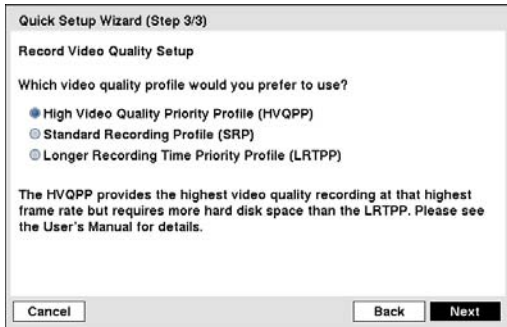 Quick Setup Wizard (Step 3/3)
Record Video Quality Setup
Which video quality profile would you prefer to use?
High Video Quality Priority Profile (HVQPP)
Standard Recording Profile (SRP)
Longer Recording Time Priority Profile (LRTPP)
The HVQPP provides the highest video quality recording at that highest
frame rate but requires more hard disk space than the LRTPP. Please see
the User's Manual for details.
Cancel Back Next